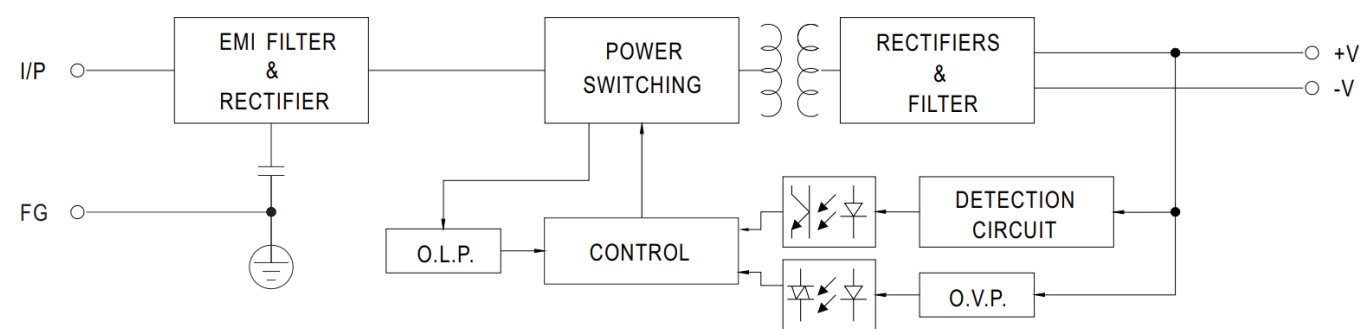 I/P
EMI FILTER
&
RECTIFIER
POWER
SWITCHING
RECTIFIERS
&
FILTER
+V
-V
FG
O.L.P.
CONTROL
DETECTION
CIRCUIT
O.V.P.